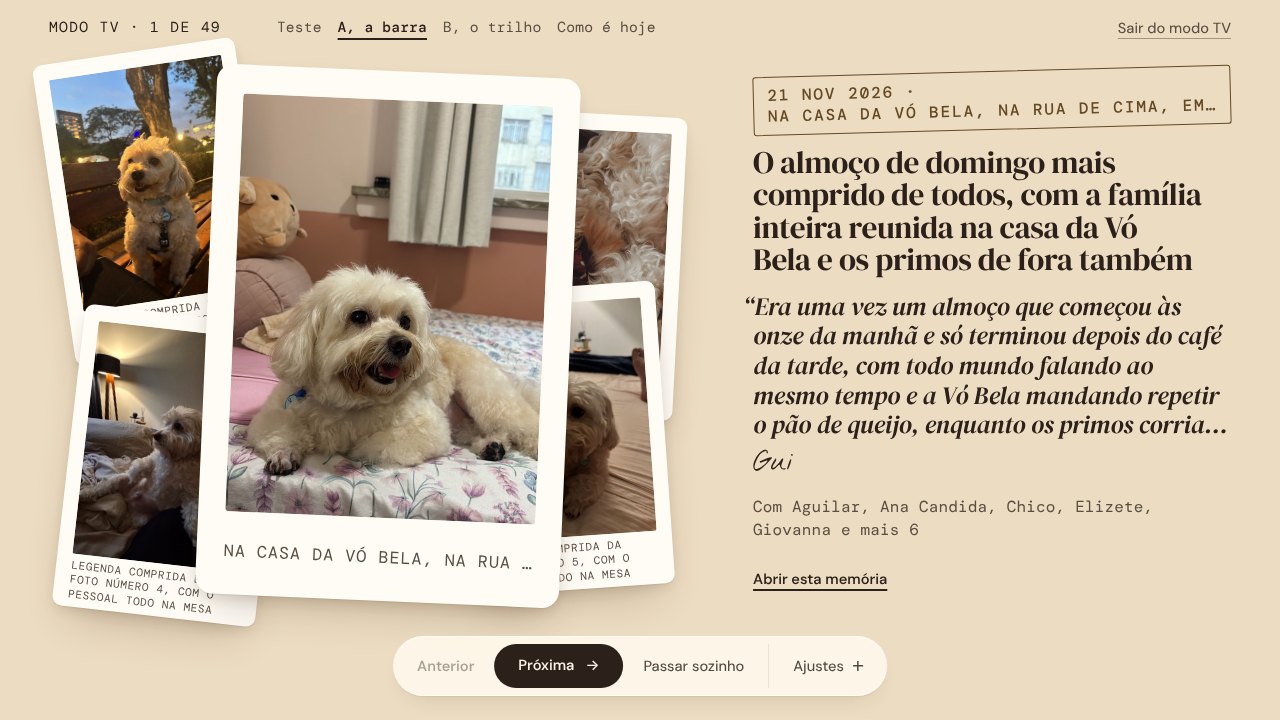 MODO TV · 1 DE 49
Teste A, a barra B, o trilho Como é hoje
Sair do modo TV
COMPRIDA
LEGENDA COMPRIDA
FOTO NÚMERO 4, COM O
PESSOAL TODO NA MESA
NA CASA DA VÓ BELA, NA RUA …
DA
5, COM O
NA MESA
21 NOV 2026 ·
NA CASA DA VÓ BELA, NA RUA DE CIMA, EM…
O almoço de domingo mais
comprido de todos, com a família
inteira reunida na casa da Vó
Bela e os primos de fora também
“Era uma vez um almoço que começou às
onze da manhã e só terminou depois do café
da tarde, com todo mundo falando ao
mesmo tempo e a Vó Bela mandando repetir
o pão de queijo, enquanto os primos corria…
Gui
Com Aguilar, Ana Candida, Chico, Elizete,
Giovanna e mais 6
Abrir esta memória
Anterior Próxima → Passar sozinho Ajustes +